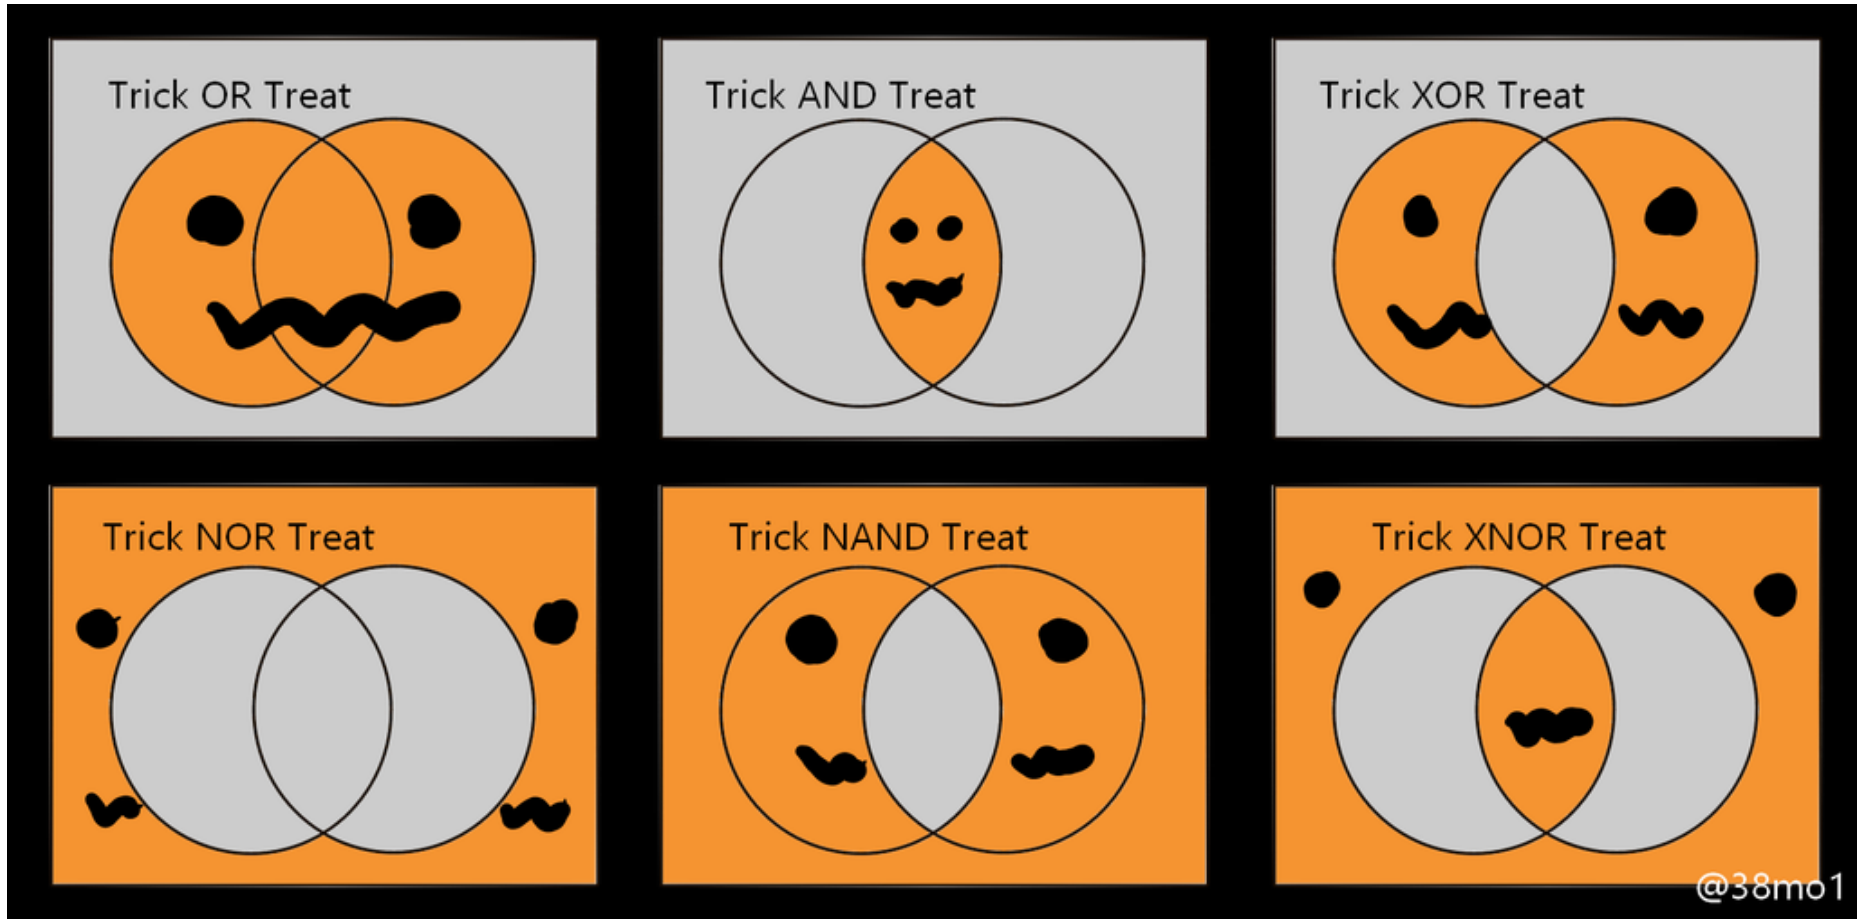 Trick OR Treat
Trick AND Treat
Trick XOR Treat
Trick NOR Treat
Trick NAND Treat
Trick XNOR Treat
@38mo1